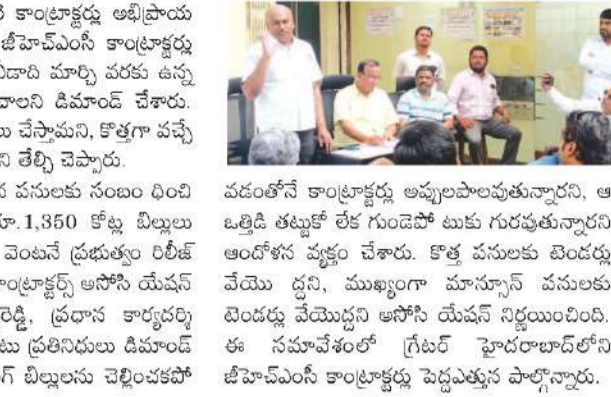 కాంట్రాక్టర్లు అభిప్రాయ
జీహెచ్ఎంసీ కాంట్రాక్టర్లు
మార్చి వరకు ఉన్న
డిమాండ్ చేశారు.
చేస్తామని, కొత్తగా వచ్చే
తేల్చి చెప్పారు.
పనులకు సంబం ధించి
రూ.1,350 కోట్ల బిల్లులు
వెంటనే ప్రభుత్వం రిలీజ్
కాంట్రాక్టర్స్ అసోసి యేషన్
రెడ్డి, ప్రధాన కార్యదర్శి
ప్రతినిధులు డిమాండ్
బిల్లులను చెల్లించకపో
వడంతోనే కాంట్రాక్టర్లు అప్పులపాలవుతున్నారని, ఆ
ఒత్తిడి తట్టుకో లేక గుండెపో టుకు గురవుతున్నారని
ఆందోళన వ్యక్తం చేశారు. కొత్త పనులకు టెండర్లు
వేయొ ద్దని, ముఖ్యంగా మాన్సూన్ పనులకు
టెండర్లు వేయొద్దని అసోసి యేషన్ నిర్ణయించింది.
ఈ సమావేశంలో గ్రేటర్ హైదరాబాద్‌లోని
జీహెచ్ఎంసీ కాంట్రాక్టర్లు పెద్దఎత్తున పాల్గొన్నారు.